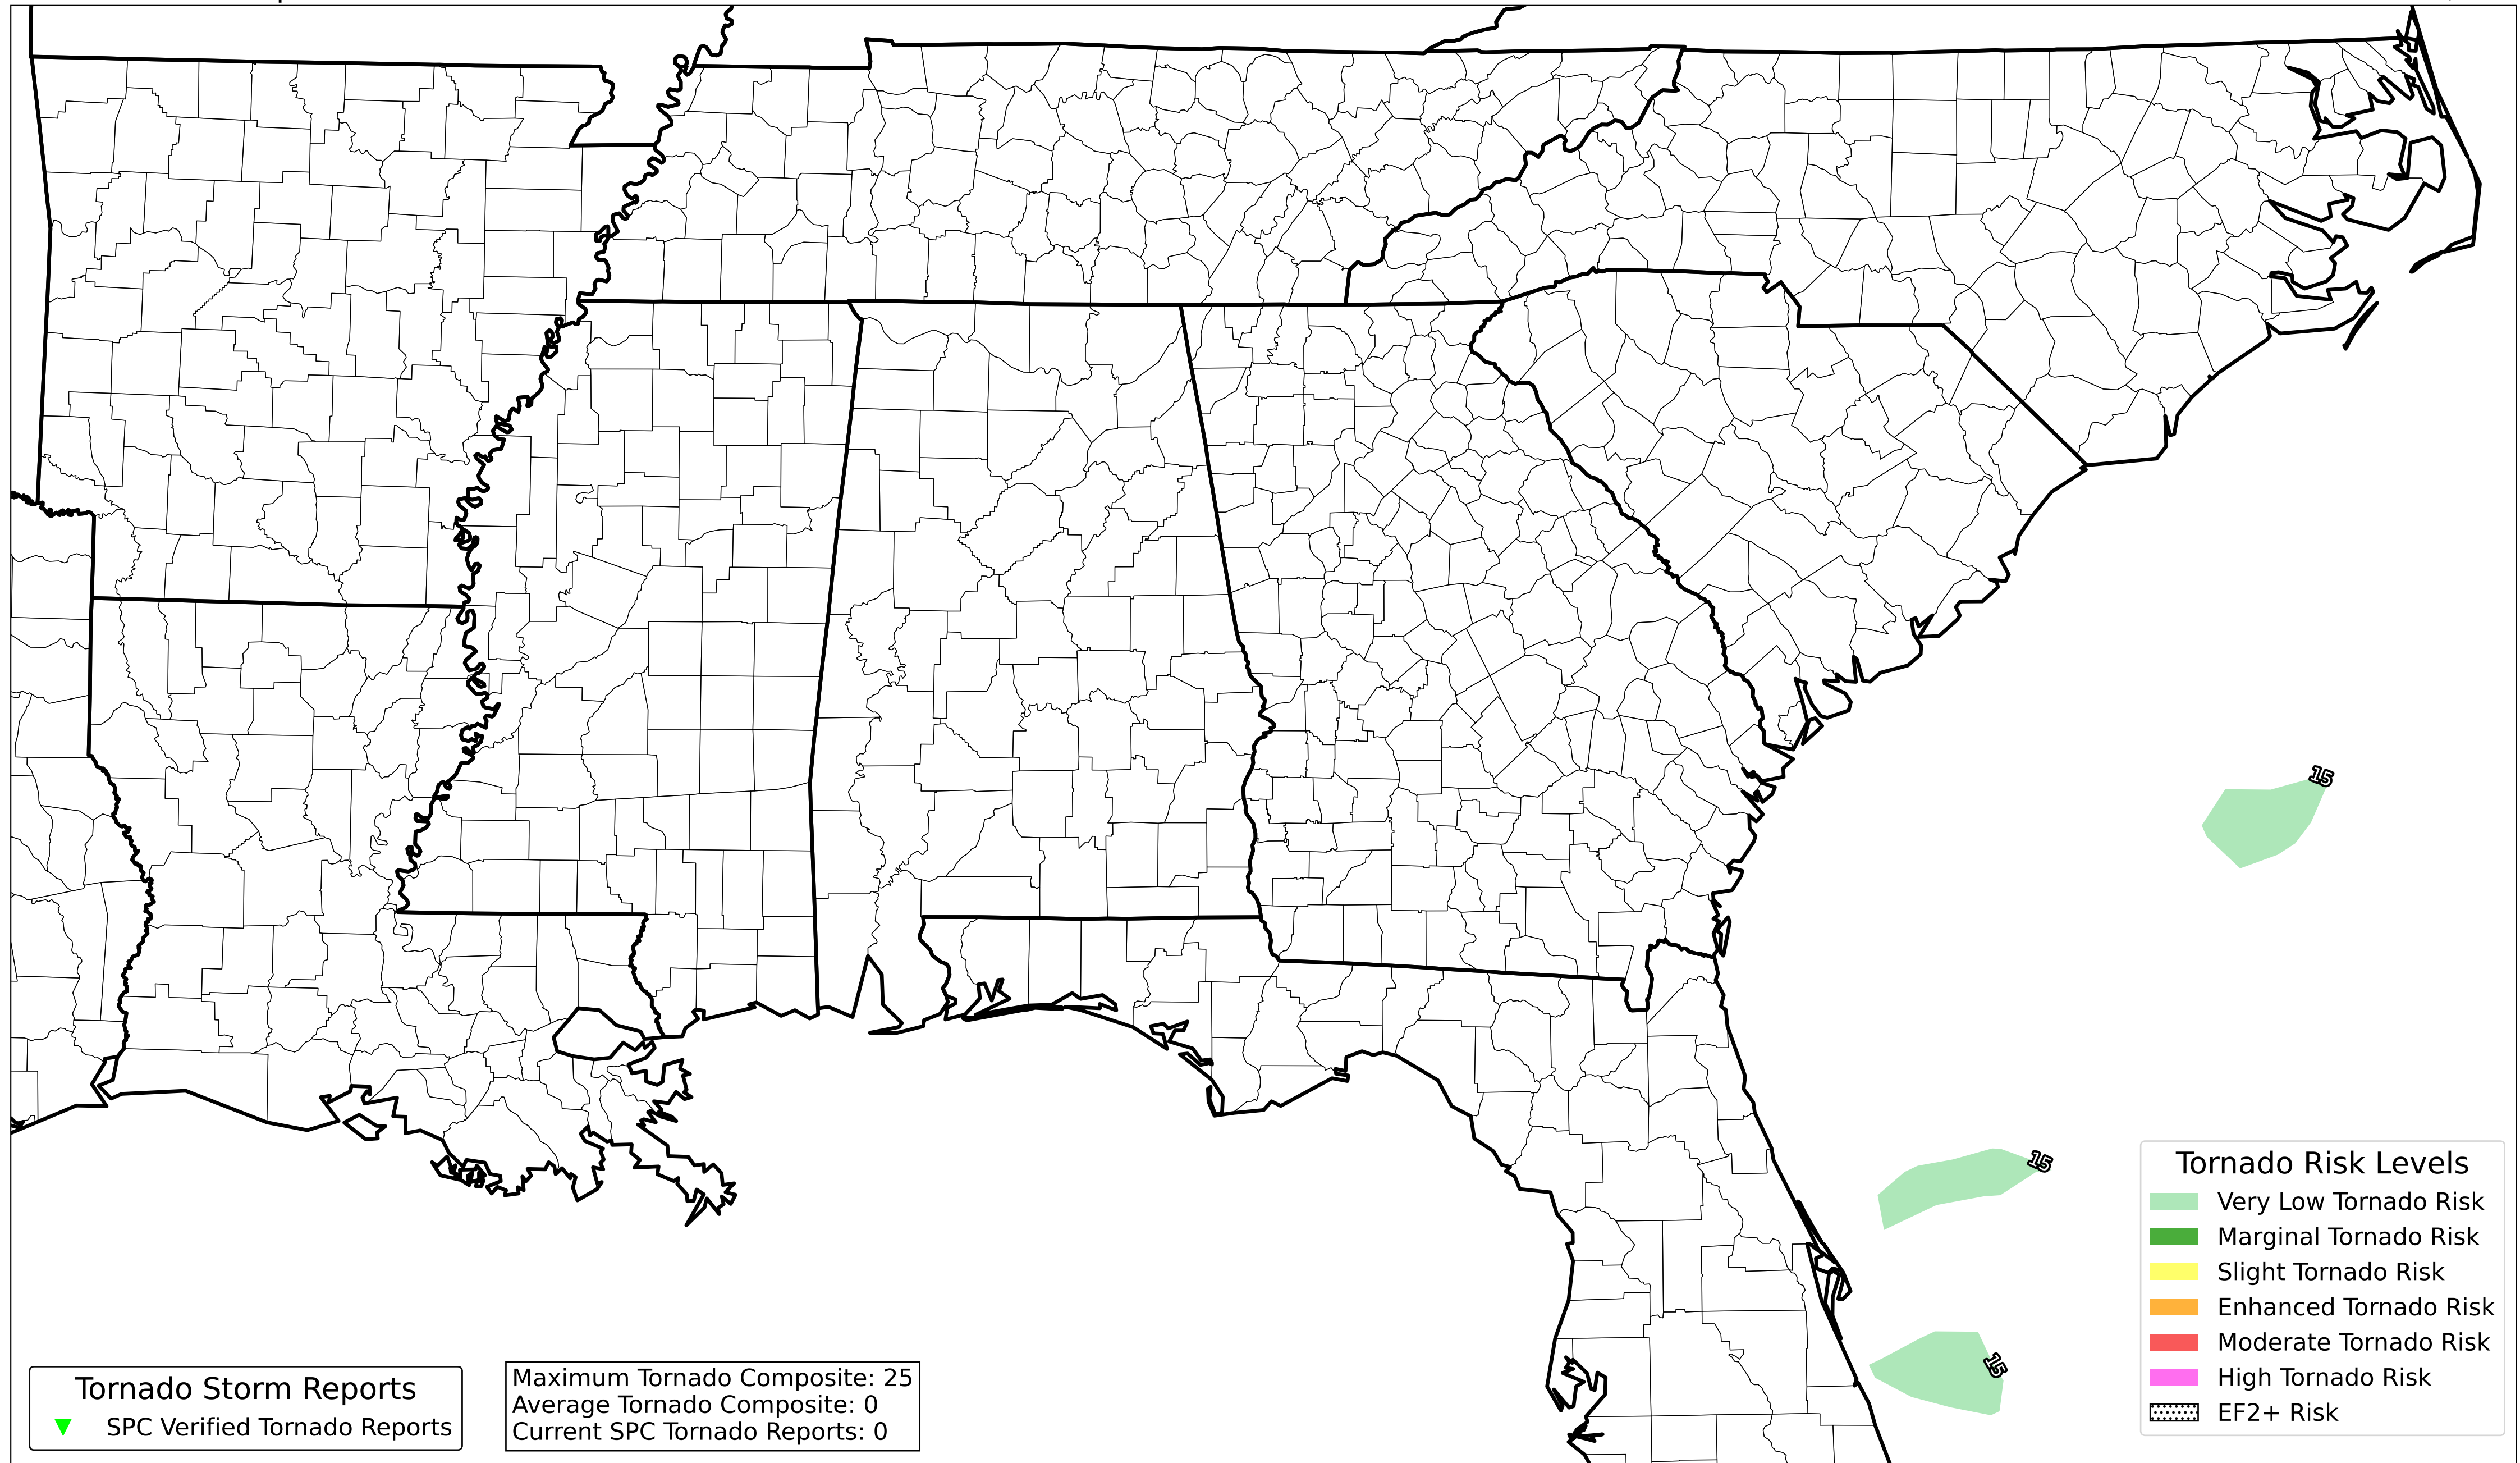 15
15
15
Tornado Risk Levels
Very Low Tornado Risk
Marginal Tornado Risk
Slight Tornado Risk
Enhanced Tornado Risk
Moderate Tornado Risk
High Tornado Risk
EF2+ Risk
Tornado Storm Reports
SPC Verified Tornado Reports
Maximum Tornado Composite: 25
Average Tornado Composite: 0
Current SPC Tornado Reports: 0